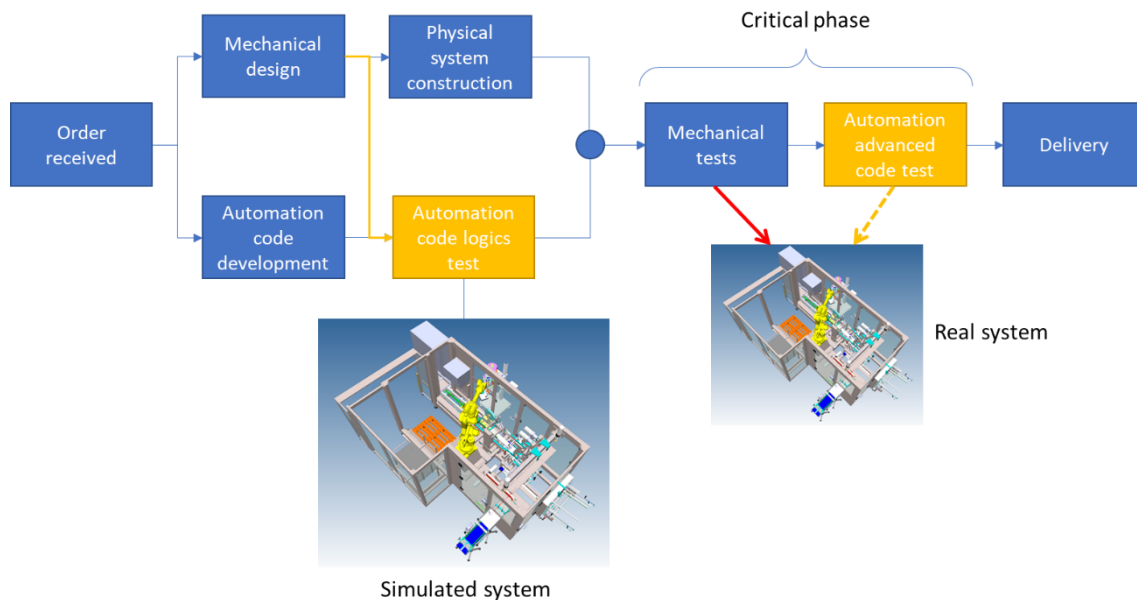 Critical phase
Order
received
Mechanical
design
Physical
system
construction
Automation
code
development
Automation
code logics
test
Mechanical
tests
Automation
advanced
code test
Delivery
Real system
Simulated system